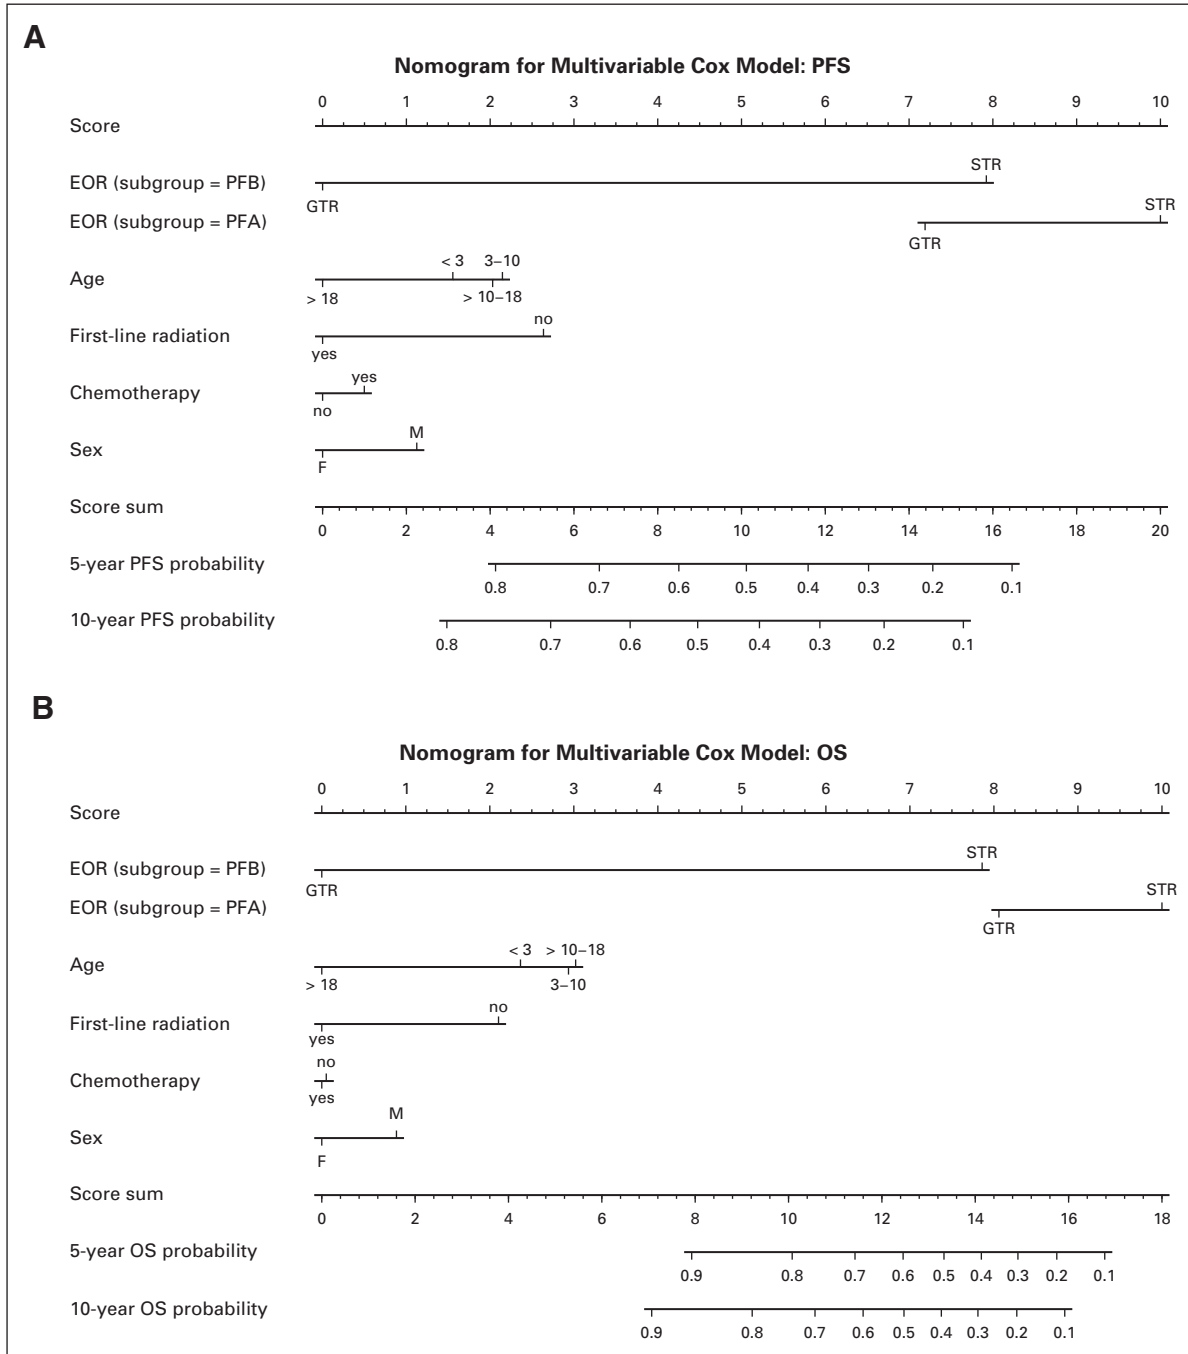 A
Nomogram for Multivariable Cox Model: PFS
0 1 2 3 4 5 6 7 8 9 10
Score
STR
EOR (subgroup = PFB)
GTR
STR
EOR (subgroup = PFA)
GTR
< 3 3–10
Age
> 18 > 10–18
no
First-line radiation
yes
yes
Chemotherapy
no
M
Sex
F
Score sum
0 2 4 6 8 10 12 14 16 18 20
5-year PFS probability
0.8 0.7 0.6 0.5 0.4 0.3 0.2 0.1
10-year PFS probability
0.8 0.7 0.6 0.5 0.4 0.3 0.2 0.1
B
Nomogram for Multivariable Cox Model: OS
0 1 2 3 4 5 6 7 8 9 10
Score
STR
EOR (subgroup = PFB)
GTR
STR
EOR (subgroup = PFA)
GTR
< 3 > 10–18
Age
> 18 3–10
no
First-line radiation
yes
no
Chemotherapy
yes
M
Sex
F
Score sum
0 2 4 6 8 10 12 14 16 18
5-year OS probability
0.9 0.8 0.7 0.6 0.5 0.4 0.3 0.2 0.1
10-year OS probability
0.9 0.8 0.7 0.6 0.5 0.4 0.3 0.2 0.1